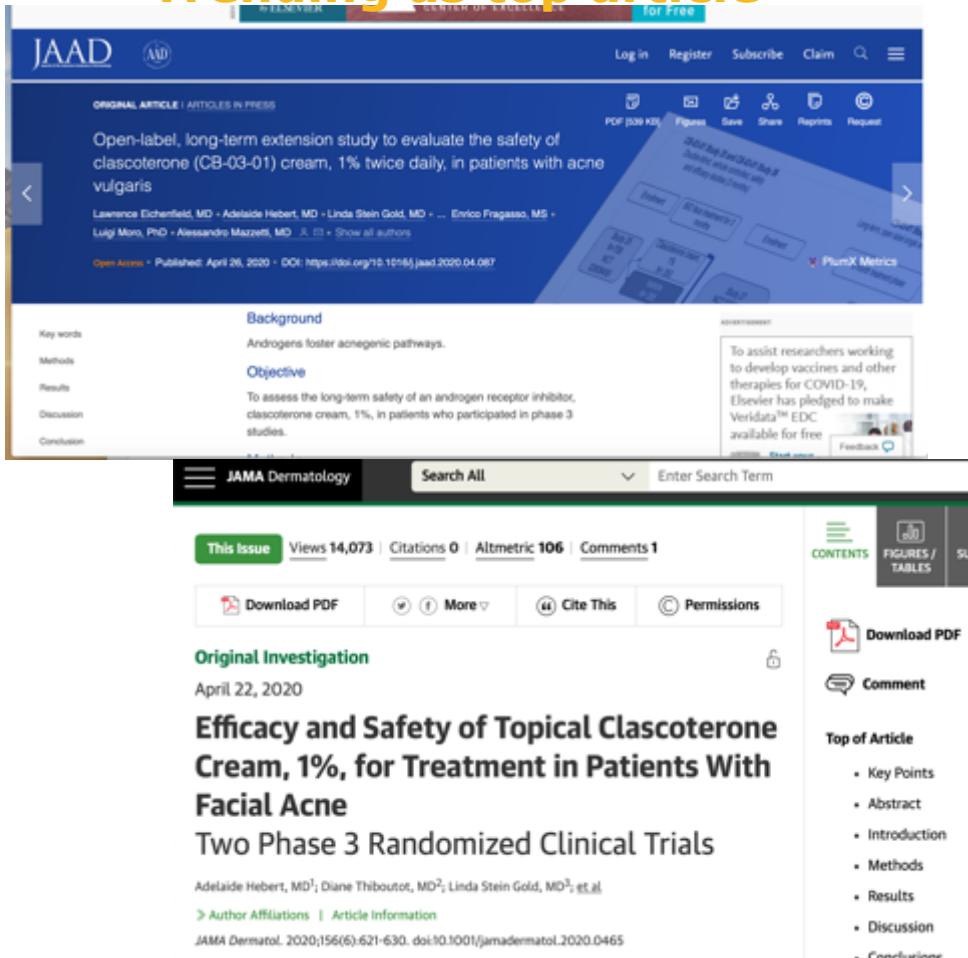 Trending as top article
& ELSEVIER
CENTER OF EXCELLENCE
for Free
JAAD
AAD
Log in Register Subscribe Claim
ORIGINAL ARTICLE | ARTICLES IN PRESS
PDF [539 KB] Figures Save Share Reprints Request
Open-label, long-term extension study to evaluate the safety of
clascoterone (CB-03-01) cream, 1% twice daily, in patients with acne
vulgaris
Lawrence Eichenfield, MD • Adelaide Hebert, MD • Linda Stein Gold, MD • ... Enrico Fragasso, MS •
Luigi Moro, PhD • Alessandro Mazzetti, MD • Show all authors
Open Access • Published: April 26, 2020 • DOI: https://doi.org/10.1016/j.jaad.2020.04.087
PlumX Metrics
Key words
Methods
Results
Discussion
Conclusion
Background
Androgens foster acnegenic pathways.
Objective
To assess the long-term safety of an androgen receptor inhibitor,
clascoterone cream, 1%, in patients who participated in phase 3
studies.
ADVERTISEMENT
To assist researchers working
to develop vaccines and other
therapies for COVID-19,
Elsevier has pledged to make
Veridata™ EDC
available for free
Feedback
JAMA Dermatology
Search All
Enter Search Term
This Issue
Views 14,073 | Citations 0 | Altmetric 106 | Comments 1
Download PDF
More
Cite This
Permissions
Original Investigation
April 22, 2020
Efficacy and Safety of Topical Clascoterone
Cream, 1%, for Treatment in Patients With
Facial Acne
Two Phase 3 Randomized Clinical Trials
Adelaide Hebert, MD1; Diane Thiboutot, MD2; Linda Stein Gold, MD3; et al
Author Affiliations | Article Information
JAMA Dermatol. 2020;156(6):621-630. doi:10.1001/jamadermatol.2020.0465
CONTENTS
FIGURES /
TABLES
Download PDF
Comment
Top of Article
• Key Points
• Abstract
• Introduction
• Methods
• Results
• Discussion
• Conclusions